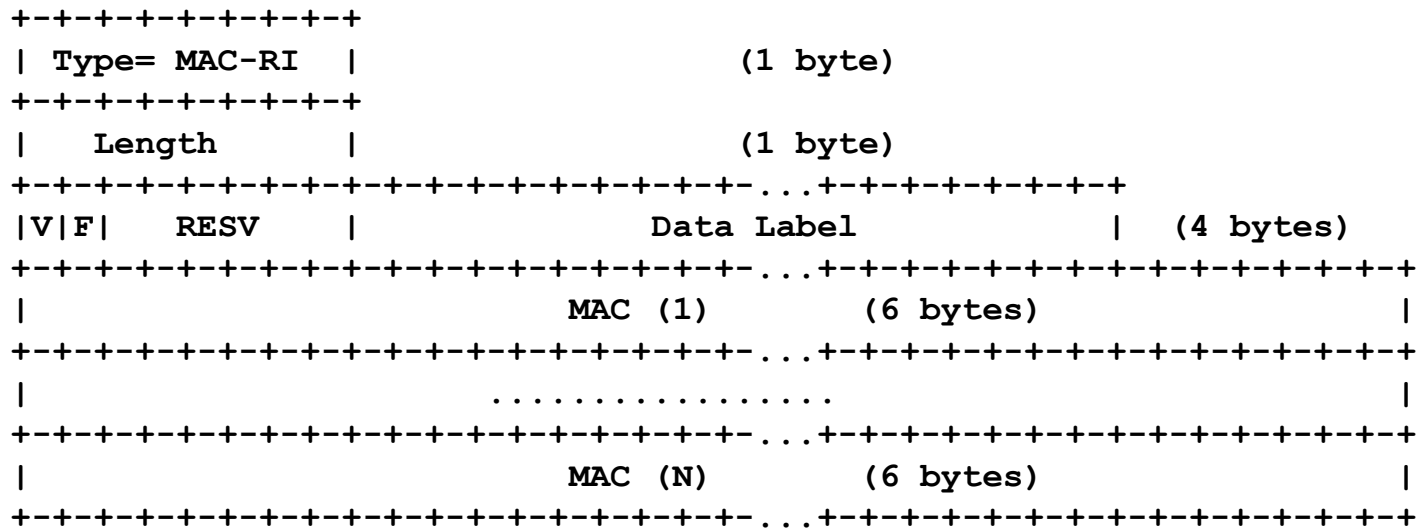 +-+-+-+-+-+-+-+-+
| Type= MAC-RI  |                  (1 byte)
+-+-+-+-+-+-+-+-+
|   Length      |                  (1 byte)
+-+-+-+-+-+-+-+-+-+-+-+-+-+-+-+-+-+-...+-+-+-+-+-+-+-+
|V|F|   RESV    |              Data Label            |  (4 bytes)
+-+-+-+-+-+-+-+-+-+-+-+-+-+-+-+-+-+-...+-+-+-+-+-+-+-+-+-+-+-+-+-+-+
|                          MAC (1)       (6 bytes)                 |
+-+-+-+-+-+-+-+-+-+-+-+-+-+-+-+-+-+-...+-+-+-+-+-+-+-+-+-+-+-+-+-+-+
|                      .................                           |
+-+-+-+-+-+-+-+-+-+-+-+-+-+-+-+-+-+-...+-+-+-+-+-+-+-+-+-+-+-+-+-+-+
|                          MAC (N)       (6 bytes)                 |
+-+-+-+-+-+-+-+-+-+-+-+-+-+-+-+-+-+-...+-+-+-+-+-+-+-+-+-+-+-+-+-+-+